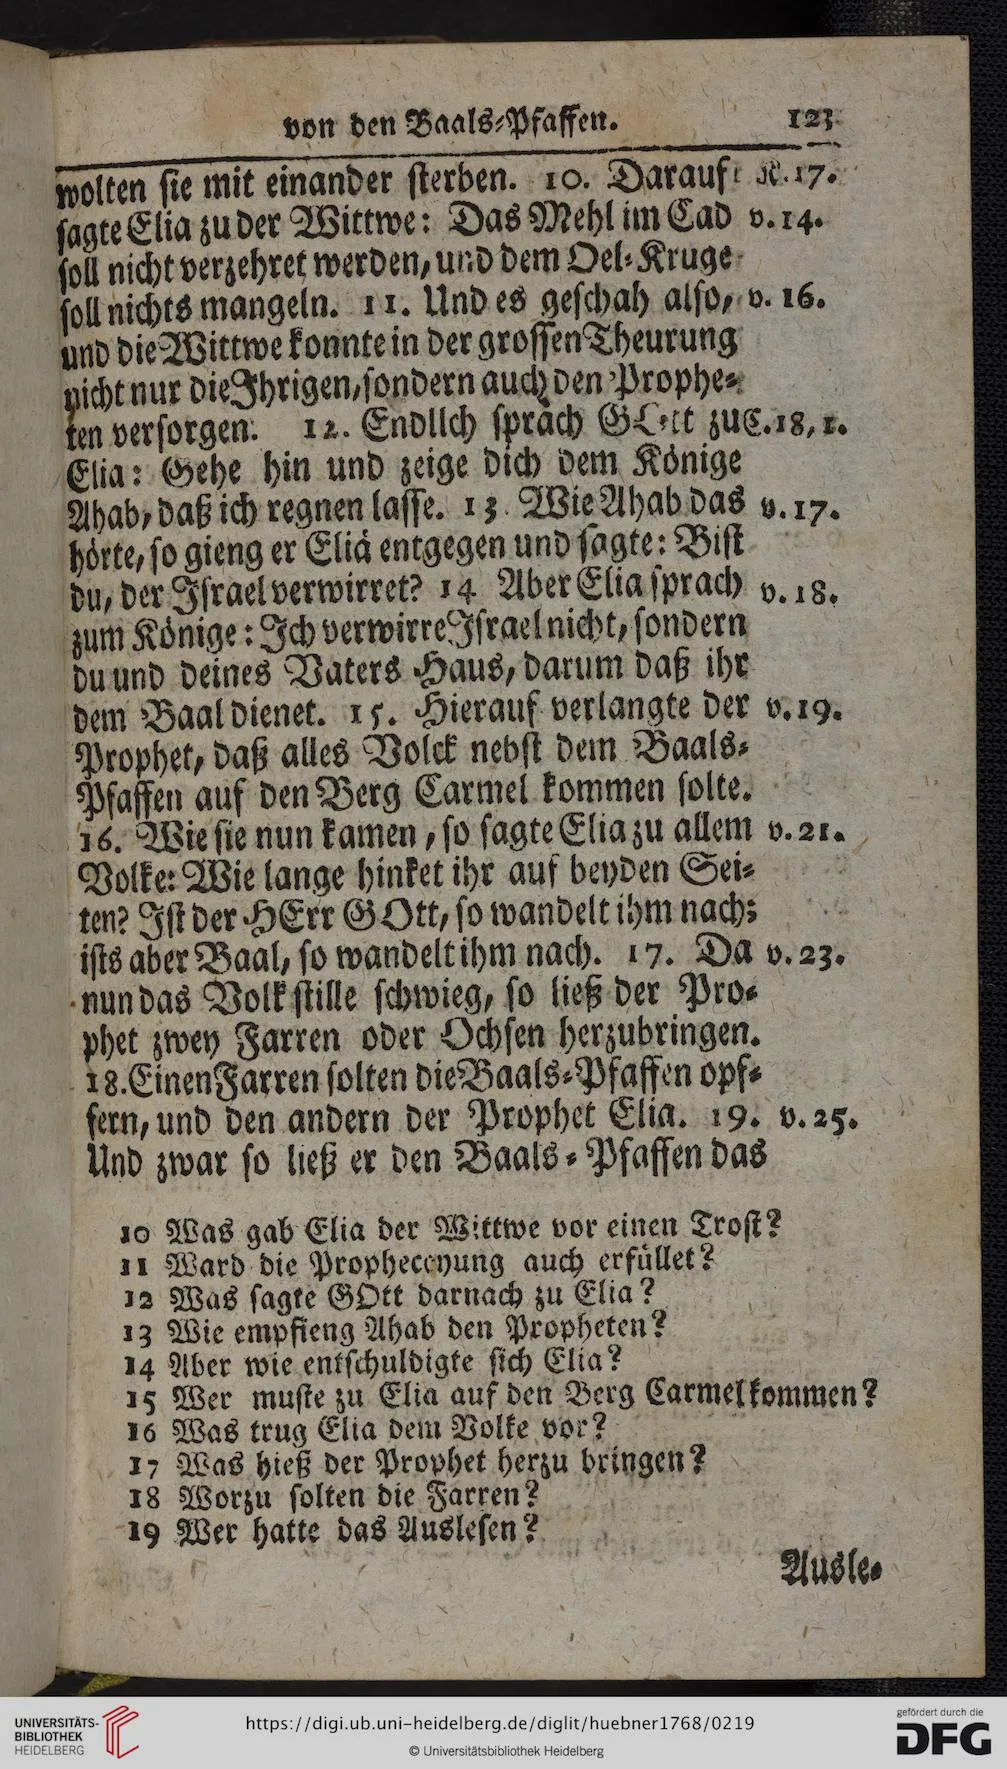 von den Baals-Pfaffen. 123
wolten sie mit einander sterben. 10. Darauf K.17.
sagte Elia zu der Wittwe: Das Mehl im Cad v.14.
soll nicht verzehret werden, und dem Oel-Kruge
soll nichts mangeln. 11. Und es geschah also, v.16.
und die Wittwe konnte in der grossen Theurung
nicht nur die Ihrigen, sondern auch den Prophe-
ten versorgen. 12. Endlich sprach GOtt zu C.18,1.
Elia: Gehe hin und zeige dich dem Könige
Ahab, daß ich regnen lasse. 13. Wie Ahab das v.17.
hörte, so gieng er Eliä entgegen und sagte: Bist
du, der Israel verwirret? 14 Aber Elia sprach v.18.
zum Könige: Ich verwirre Israel nicht, sondern
du und deines Vaters Haus, darum daß ihr
dem Baal dienet. 15. Hierauf verlangte der v.19.
Prophet, daß alles Volck nebst dem Baals-
Pfaffen auf den Berg Carmel kommen solte.
16. Wie sie nun kamen, so sagte Elia zu allem v.21.
Volke: Wie lange hinket ihr auf beyden Sei-
ten? Ist der HErr GOtt, so wandelt ihm nach;
ists aber Baal, so wandelt ihm nach. 17. Da v.23.
nun das Volk stille schwieg, so ließ der Pro-
phet zwey Farren oder Ochsen herzubringen.
18. Einen Farren solten die Baals-Pfaffen opf-
fern, und den andern der Prophet Elia. 19. v.25.
Und zwar so ließ er den Baals-Pfaffen das
10 Was gab Elia der Wittwe vor einen Trost?
11 Ward die Propheceyung auch erfüllet?
12 Was sagte GOtt darnach zu Elia?
13 Wie empfieng Ahab den Propheten?
14 Aber wie entschuldigte sich Elia?
15 Wer muste zu Elia auf den Berg Carmel kommen?
16 Was trug Elia dem Volke vor?
17 Was hieß der Prophet herzu bringen?
18 Worzu solten die Farren?
19 Wer hatte das Auslesen?
Ausle-
UNIVERSITÄTS-
BIBLIOTHEK
HEIDELBERG
https://digi.ub.uni-heidelberg.de/diglit/huebner1768/0219
© Universitätsbibliothek Heidelberg
gefördert durch die
DFG